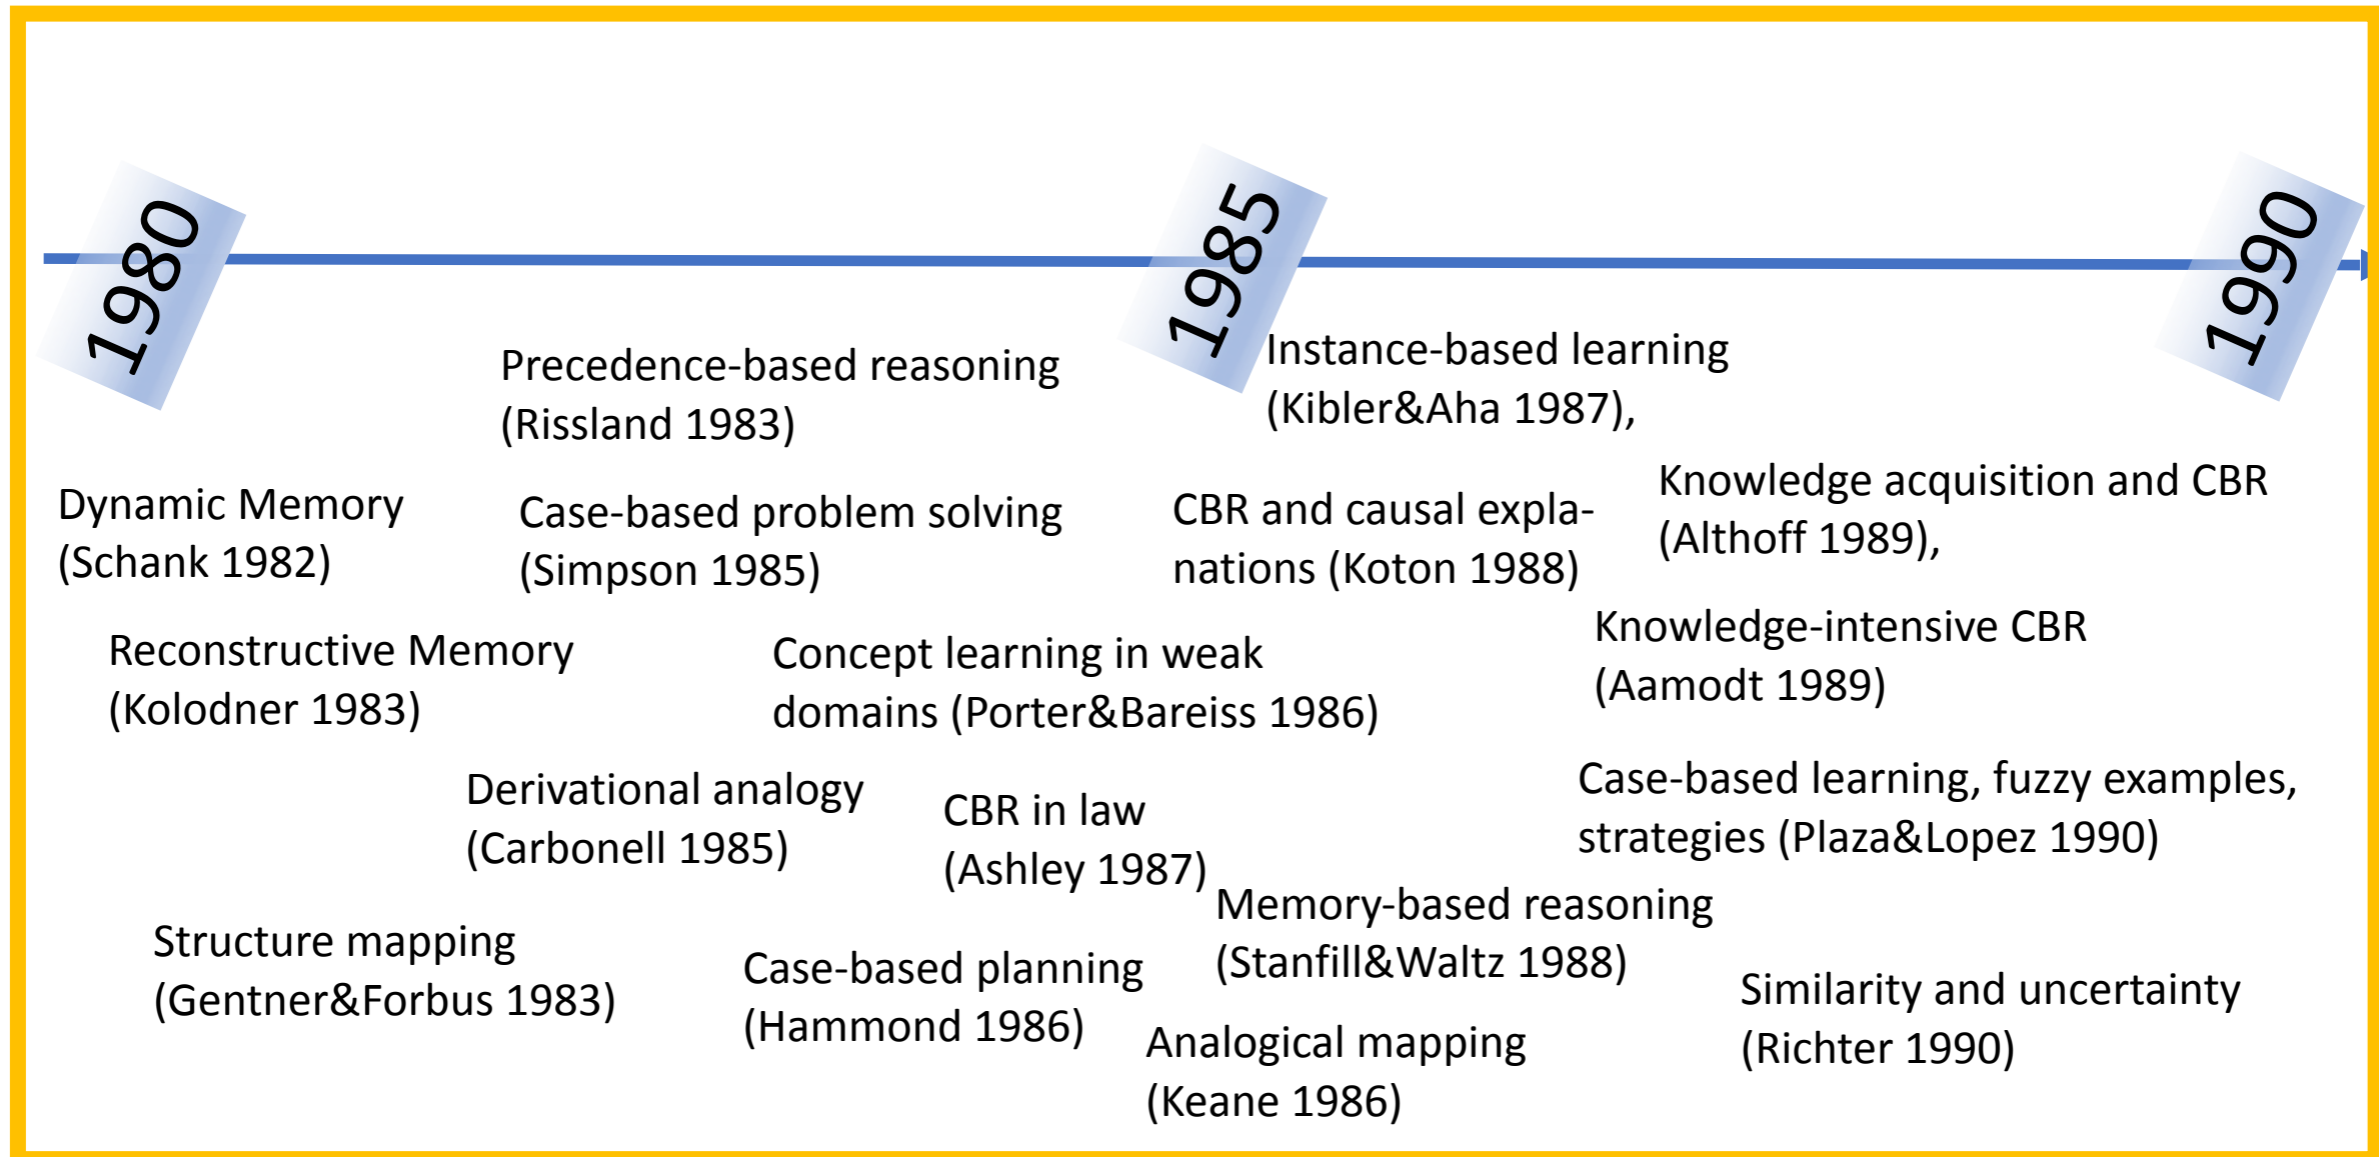 1980
1985
1990
Precedence-based reasoning
(Rissland 1983)
Instance-based learning
(Kibler&Aha 1987),
Dynamic Memory
(Schank 1982)
Case-based problem solving
(Simpson 1985)
CBR and causal expla-
nations (Koton 1988)
Knowledge acquisition and CBR
(Althoff 1989),
Reconstructive Memory
(Kolodner 1983)
Concept learning in weak
domains (Porter&Bareiss 1986)
Knowledge-intensive CBR
(Aamodt 1989)
Derivational analogy
(Carbonell 1985)
CBR in law
(Ashley 1987)
Case-based learning, fuzzy examples,
strategies (Plaza&Lopez 1990)
Structure mapping
(Gentner&Forbus 1983)
Case-based planning
(Hammond 1986)
Memory-based reasoning
(Stanfill&Waltz 1988)
Analogical mapping
(Keane 1986)
Similarity and uncertainty
(Richter 1990)